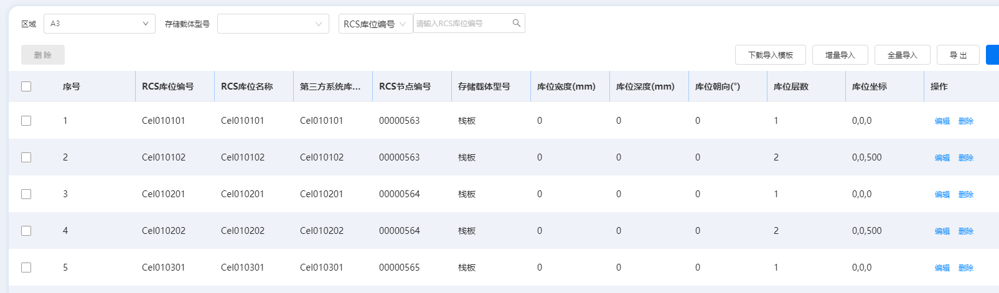 区域 A3 存储载体型号 RCS库位编号 请输入RCS库位编号
删 除 下载导入模板 增量导入 全量导入 导 出
序号 RCS库位编号 RCS库位名称 第三方系统库... RCS节点编号 存储载体型号 库位宽度(mm) 库位深度(mm) 库位朝向(°) 库位层数 库位坐标 操作
1 Cel010101 Cel010101 Cel010101 00000563 栈板 0 0 0 1 0,0,0 编辑 删除
2 Cel010102 Cel010102 Cel010102 00000563 栈板 0 0 0 2 0,0,500 编辑 删除
3 Cel010201 Cel010201 Cel010201 00000564 栈板 0 0 0 1 0,0,0 编辑 删除
4 Cel010202 Cel010202 Cel010202 00000564 栈板 0 0 0 2 0,0,500 编辑 删除
5 Cel010301 Cel010301 Cel010301 00000565 栈板 0 0 0 1 0,0,0 编辑 删除